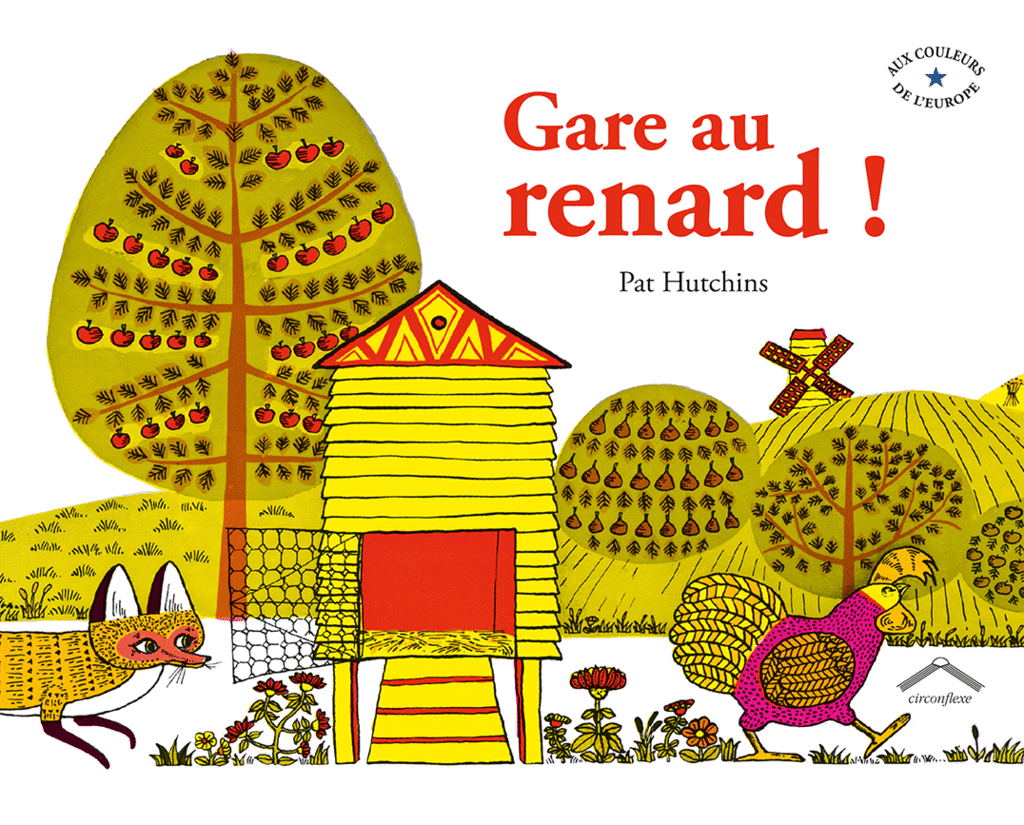 AUX COULEURS
DE L'EUROPE
Gare au
renard !
Pat Hutchins
circonflexe